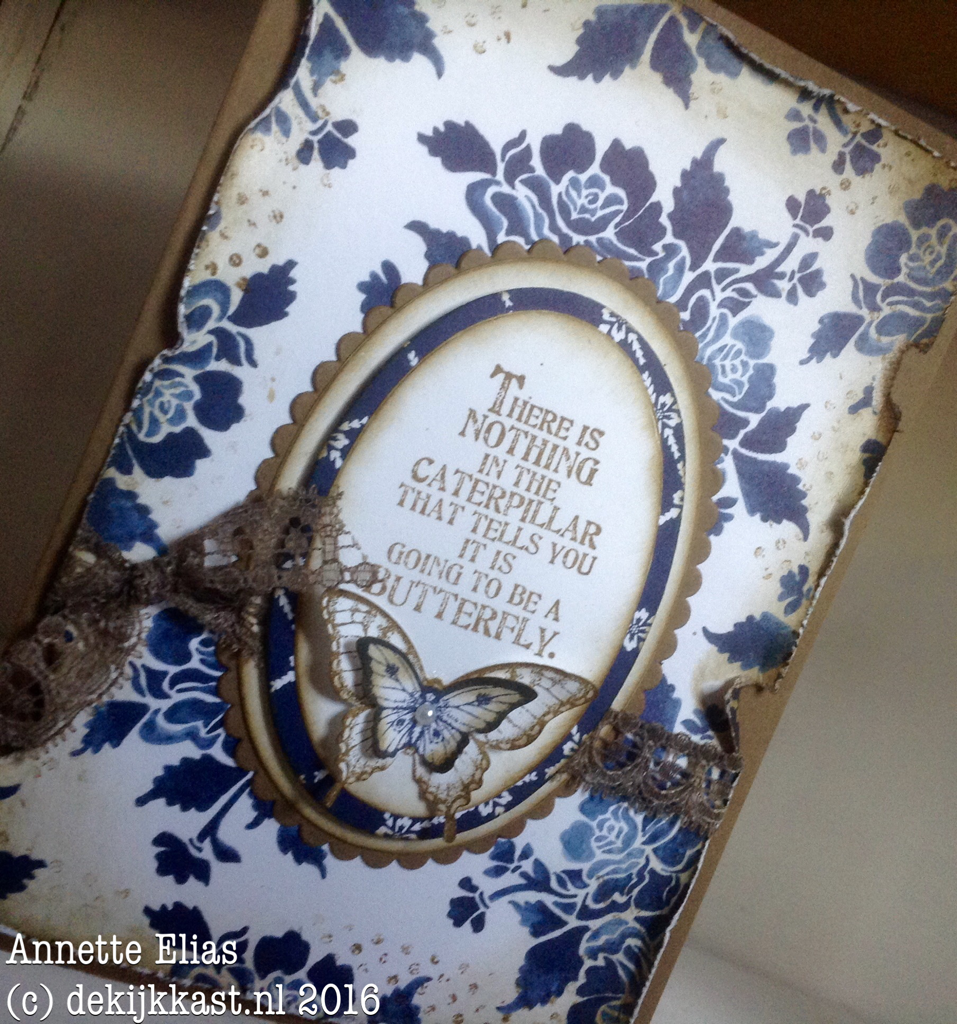 THERE IS
NOTHING
IN THE
CATERPILLAR
THAT TELLS YOU
IT IS
GOING TO BE A
BUTTERFLY.
Annette Elias
(c) dekijkkast.nl 2016